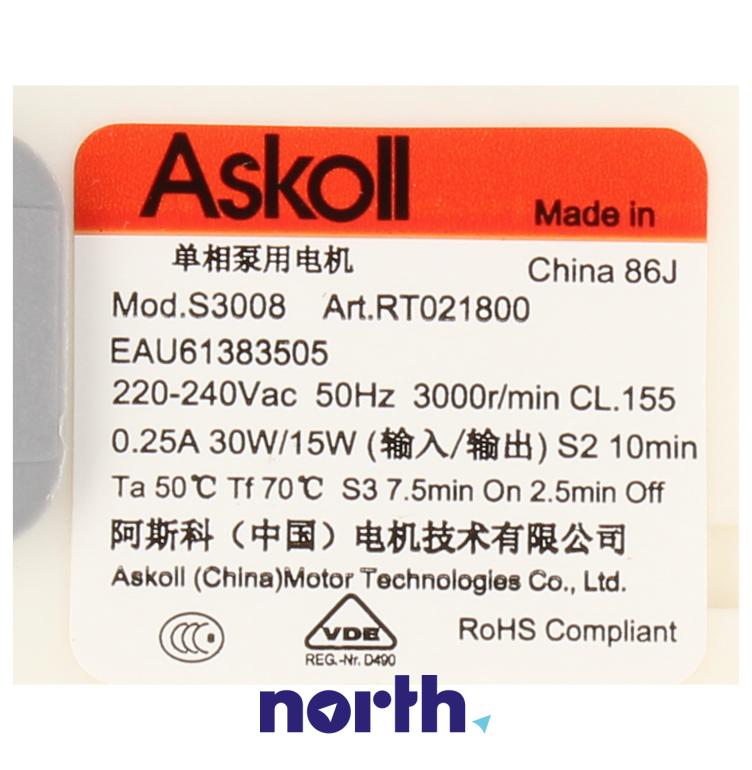 Askoll
Made in
单相泵用电机
China 86J
Mod.S3008 Art.RT021800
EAU61383505
220-240Vac 50Hz 3000r/min CL.155
0.25A 30W/15W (输入/输出) S2 10min
Ta 50℃ Tf 70℃ S3 7.5min On 2.5min Off
阿斯科（中国）电机技术有限公司
Askoll (China)Motor Technologies Co., Ltd.
CCC
VDE
REG.-Nr. D490
RoHS Compliant
north